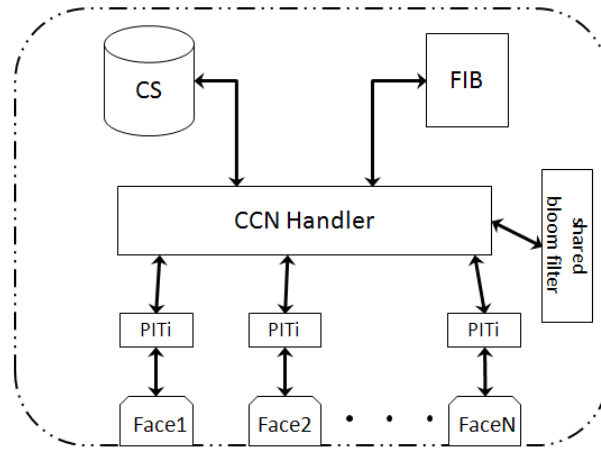 CS
FIB
CCN Handler
shared
bloom filter
PITi
PITi
PITi
Face1
Face2
. . .
FaceN